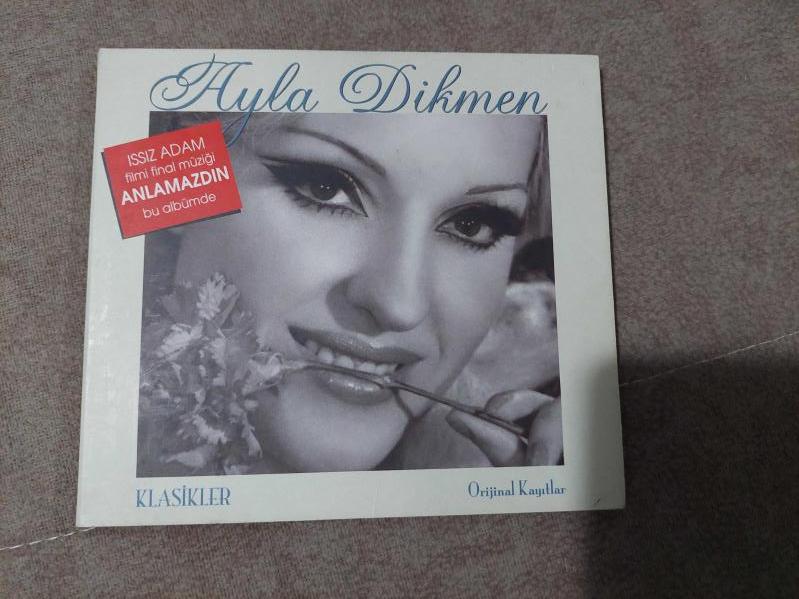 Ayla Dikmen
ISSIZ ADAM
filmi final müziği
ANLAMAZDIN
bu albümde
KLASİKLER
Orijinal Kayıtlar